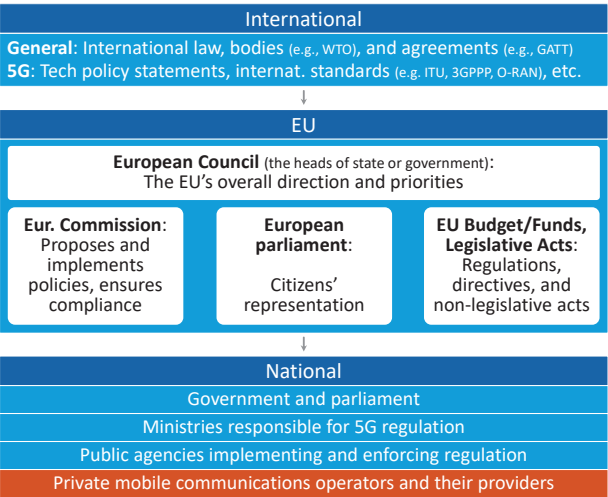 International
General: International law, bodies (e.g., WTO), and agreements (e.g., GATT)
5G: Tech policy statements, internat. standards (e.g. ITU, 3GPPP, O-RAN), etc.
EU
European Council (the heads of state or government):
The EU's overall direction and priorities
Eur. Commission:
Proposes and
implements
policies, ensures
compliance
European
parliament:
Citizens'
representation
EU Budget/Funds,
Legislative Acts:
Regulations,
directives, and
non-legislative acts
National
Government and parliament
Ministries responsible for 5G regulation
Public agencies implementing and enforcing regulation
Private mobile communications operators and their providers